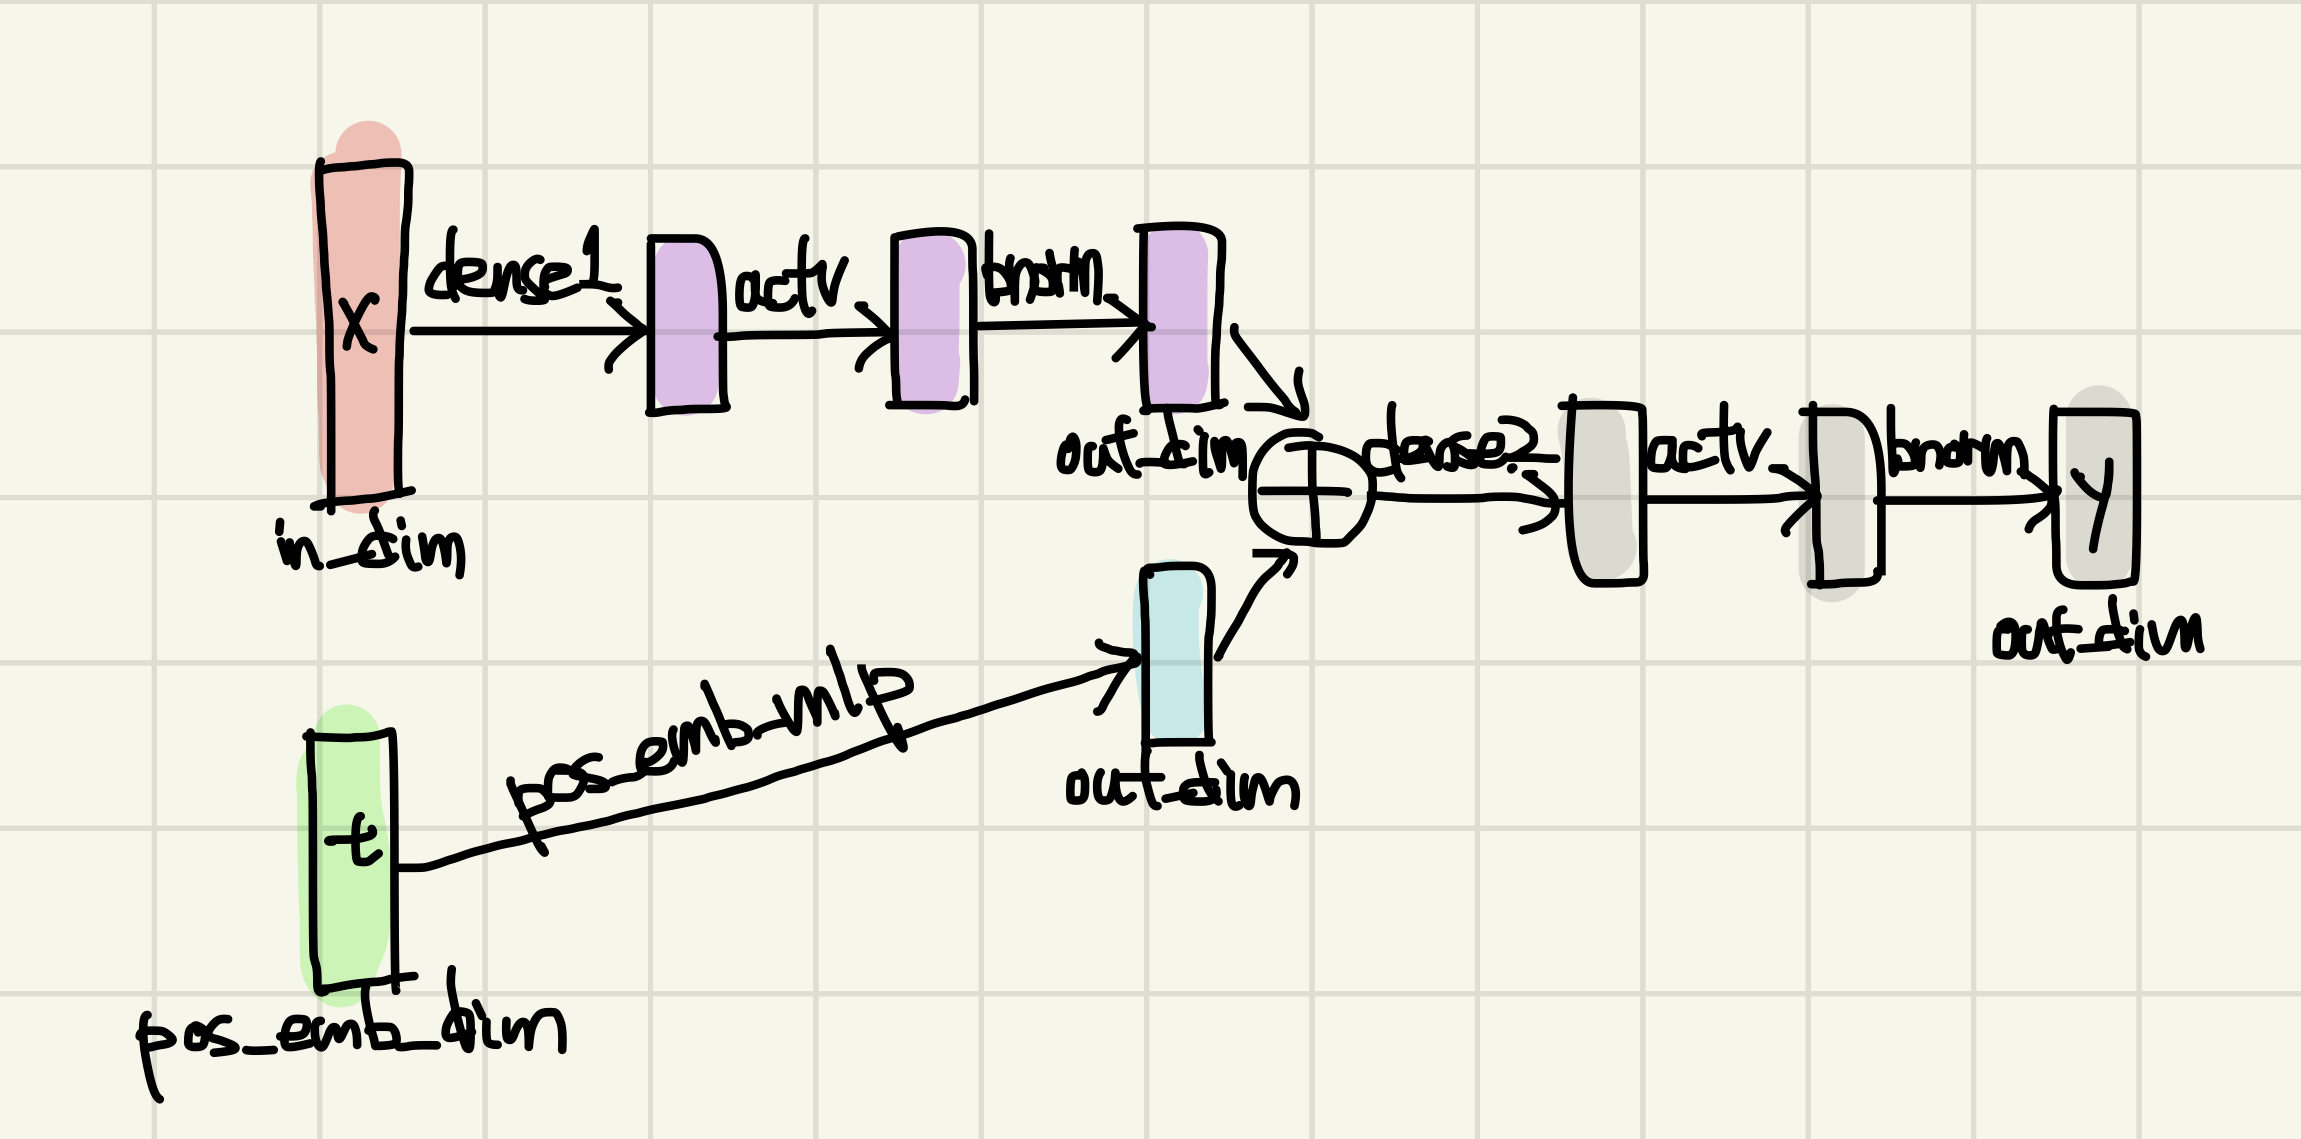 x
in_dim
dense1
actv
bnorm
out_dim
t
pos_emb_dim
pos_emb_mlp
out_dim
dense2
actv
bnorm
y
out_dim